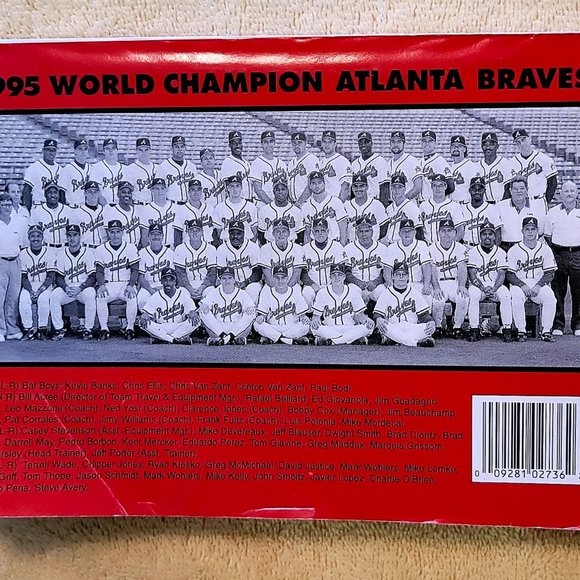 995 WORLD CHAMPION ATLANTA BRAVES
L-R) Bat Boys, Kevin Banks, Chris Ellis, Chris Van Zant, Clinton Van Zant, Paul Rodi
-R) Bill Acree (Director of Team Travel & Equipment Mgr.), Rafael Belliard, Ed Giovanola, Jim Guadagno
Leo Mazzone (Coach), Ned Yost (Coach), Clarence Jones (Coach), Bobby Cox (Manager), Jim Beauchamp
Pat Corrales (Coach), Jimy Williams (Coach), Frank Fultz (Coach), Luis Polonia, Mike Mordecai
L-R) Casey Stevenson (Asst. Equipment Mgr.), Mike Devereaux, Jeff Blauser, Dwight Smith, Brad Clontz, Brad
, Darrell May, Pedro Borbon, Kent Mercker, Eduardo Perez, Tom Glavine, Greg Maddux, Marquis Grissom
ursley (Head Trainer), Jeff Porter (Asst. Trainer)
L-R) Terrell Wade, Chipper Jones, Ryan Klesko, Greg McMichael, David Justice, Mark Wohlers, Mike Lemke,
Griff, Tom Thobe, Jason Schmidt, Mark Wohlers, Mike Kelly, John Smoltz, Javier Lopez, Charlie O'Brien,
o Pena, Steve Avery
0 09281 02736